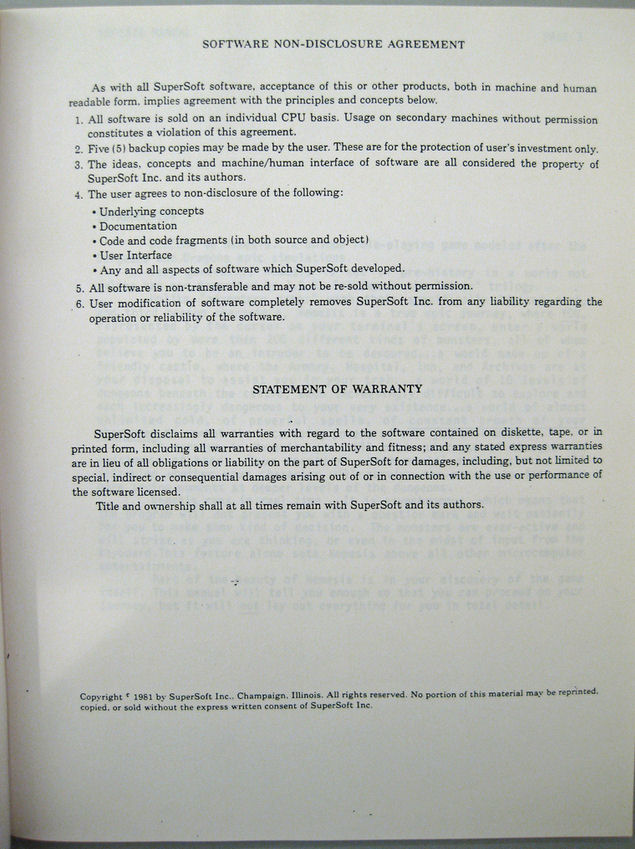 SOFTWARE NON-DISCLOSURE AGREEMENT
As with all SuperSoft software, acceptance of this or other products, both in machine and human
readable form, implies agreement with the principles and concepts below.
1. All software is sold on an individual CPU basis. Usage on secondary machines without permission
constitutes a violation of this agreement.
2. Five (5) backup copies may be made by the user. These are for the protection of user's investment only.
3. The ideas, concepts and machine/human interface of software are all considered the property of
SuperSoft Inc. and its authors.
4. The user agrees to non-disclosure of the following:
• Underlying concepts
• Documentation
• Code and code fragments (in both source and object)
• User Interface
• Any and all aspects of software which SuperSoft developed.
5. All software is non-transferable and may not be re-sold without permission.
6. User modification of software completely removes SuperSoft Inc. from any liability regarding the
operation or reliability of the software.
STATEMENT OF WARRANTY
SuperSoft disclaims all warranties with regard to the software contained on diskette, tape, or in
printed form, including all warranties of merchantability and fitness; and any stated express warranties
are in lieu of all obligations or liability on the part of SuperSoft for damages, including, but not limited to
special, indirect or consequential damages arising out of or in connection with the use or performance of
the software licensed.
Title and ownership shall at all times remain with SuperSoft and its authors.
Copyright c 1981 by SuperSoft Inc., Champaign, Illinois. All rights reserved. No portion of this material may be reprinted,
copied, or sold without the express written consent of SuperSoft Inc.